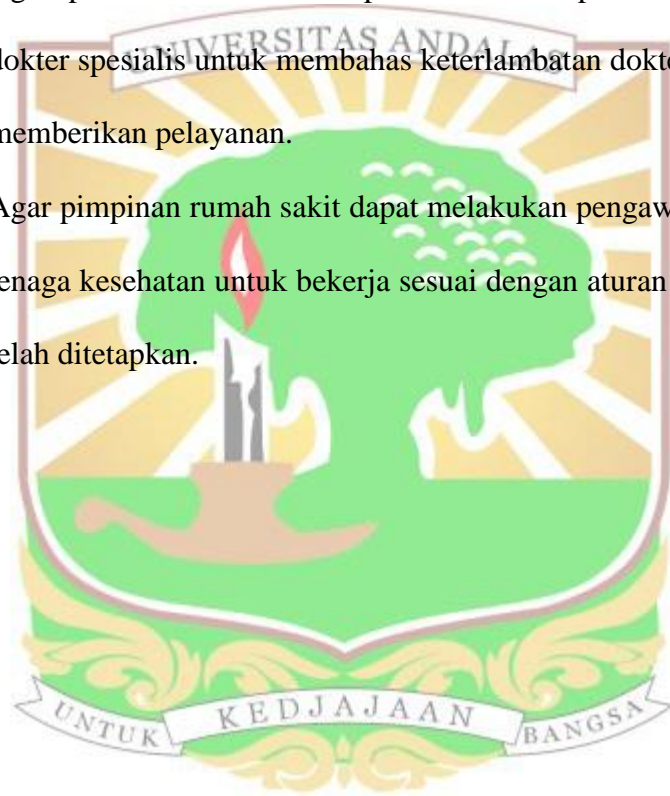 UNIVERSITAS ANDALAS
dokter spesialis untuk membahas keterlambatan dokte
memberikan pelayanan.
Agar pimpinan rumah sakit dapat melakukan pengaw
tenaga kesehatan untuk bekerja sesuai dengan aturan
telah ditetapkan.
UNTUK KEDJAJAAN BANGSA